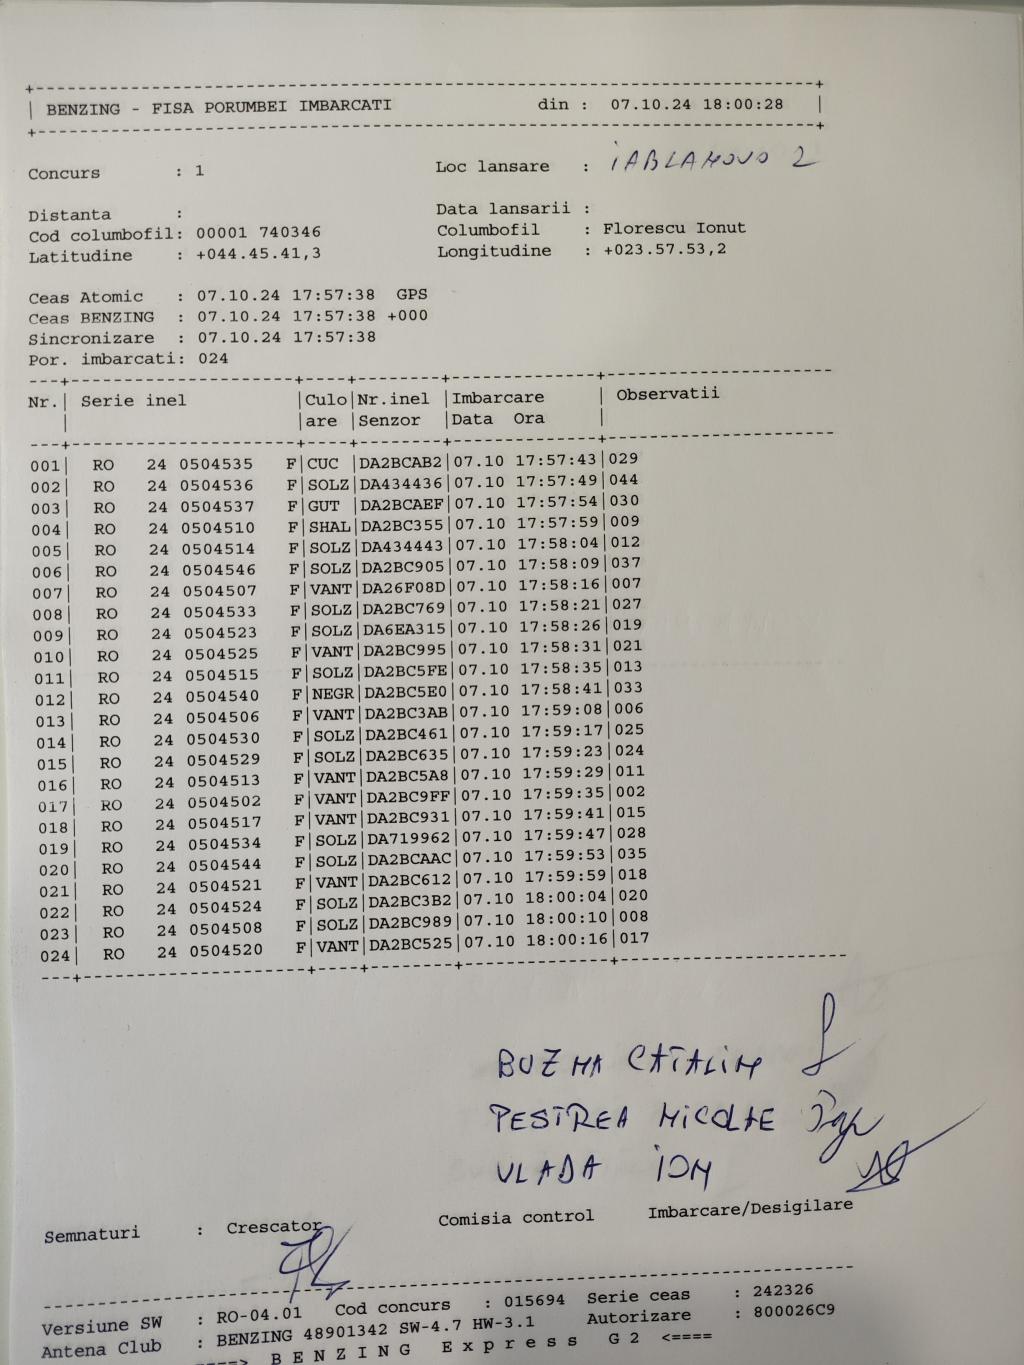 BENZING - FISA PORUMBEI IMBARCATI din : 07.10.24 18:00:28
Concurs : 1 Loc lansare : iABLANOVO 2
Distanta : Data lansarii :
Cod columbofil: 00001 740346 Columbofil : Florescu Ionut
Latitudine : +044.45.41,3 Longitudine : +023.57.53,2
Ceas Atomic : 07.10.24 17:57:38 GPS
Ceas BENZING : 07.10.24 17:57:38 +000
Sincronizare : 07.10.24 17:57:38
Por. imbarcati: 024
Nr.| Serie inel |Culo|Nr.inel |Imbarcare | Observatii
| |are |Senzor |Data Ora |
001| RO 24 0504535 F|CUC |DA2BCAB2|07.10 17:57:43|029
002| RO 24 0504536 F|SOLZ|DA434436|07.10 17:57:49|044
003| RO 24 0504537 F|GUT |DA2BCAEF|07.10 17:57:54|030
004| RO 24 0504510 F|SHAL|DA2BC355|07.10 17:57:59|009
005| RO 24 0504514 F|SOLZ|DA434443|07.10 17:58:04|012
006| RO 24 0504546 F|SOLZ|DA2BC905|07.10 17:58:09|037
007| RO 24 0504507 F|VANT|DA26F08D|07.10 17:58:16|007
008| RO 24 0504533 F|SOLZ|DA2BC769|07.10 17:58:21|027
009| RO 24 0504523 F|SOLZ|DA6EA315|07.10 17:58:26|019
010| RO 24 0504525 F|VANT|DA2BC995|07.10 17:58:31|021
011| RO 24 0504515 F|SOLZ|DA2BC5FE|07.10 17:58:35|013
012| RO 24 0504540 F|NEGR|DA2BC5E0|07.10 17:58:41|033
013| RO 24 0504506 F|VANT|DA2BC3AB|07.10 17:59:08|006
014| RO 24 0504530 F|SOLZ|DA2BC461|07.10 17:59:17|025
015| RO 24 0504529 F|SOLZ|DA2BC635|07.10 17:59:23|024
016| RO 24 0504513 F|VANT|DA2BC5A8|07.10 17:59:29|011
017| RO 24 0504502 F|VANT|DA2BC9FF|07.10 17:59:35|002
018| RO 24 0504517 F|VANT|DA2BC931|07.10 17:59:41|015
019| RO 24 0504534 F|SOLZ|DA719962|07.10 17:59:47|028
020| RO 24 0504544 F|SOLZ|DA2BCAAC|07.10 17:59:53|035
021| RO 24 0504521 F|VANT|DA2BC612|07.10 17:59:59|018
022| RO 24 0504524 F|SOLZ|DA2BC3B2|07.10 18:00:04|020
023| RO 24 0504508 F|SOLZ|DA2BC989|07.10 18:00:10|008
024| RO 24 0504520 F|VANT|DA2BC525|07.10 18:00:16|017
BUZNA CATALIN
PESTREA NICOLAE
VLADA ION
Semnaturi : Crescator Comisia control Imbarcare/Desigilare
Versiune SW : RO-04.01 Cod concurs : 015694 Serie ceas : 242326
Antena Club : BENZING 48901342 SW-4.7 HW-3.1 Autorizare : 800026C9
----> B E N Z I N G E x p r e s s G 2 <====